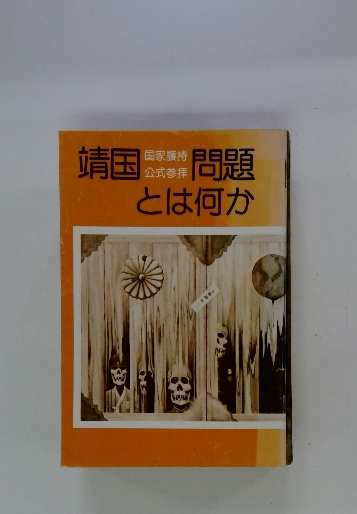 靖国 国家護持 問題
公式参拝
とは何か